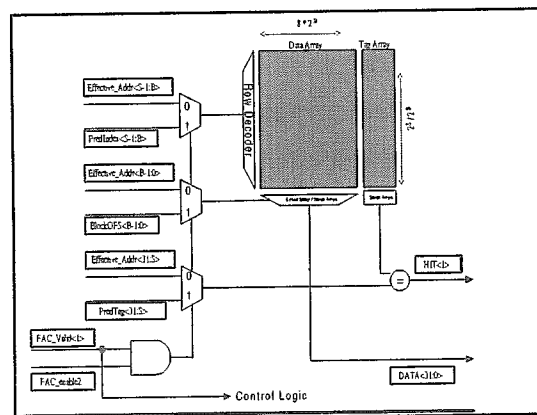 8*2^B
Data Array
Tag Array
Effective_Addr<S-1:B>
0
1
PredIndex<S-1:B>
Row Decoder
2^S/2^B
Effective_Addr<B-1:0>
0
1
BlockOFS<B-1:0>
Effective_Addr<31:S>
0
1
PredTag<31:S>
=
HIT<1>
FAC_Valid<1>
FAC_enable2
DATA<31:0>
Control Logic